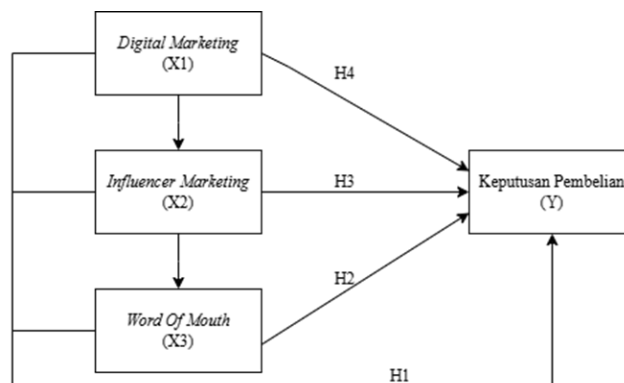 Digital Marketing
(X1)
H4
Influencer Marketing
(X2)
H3
Keputusan Pembelian
(Y)
H2
Word Of Mouth
(X3)
H1